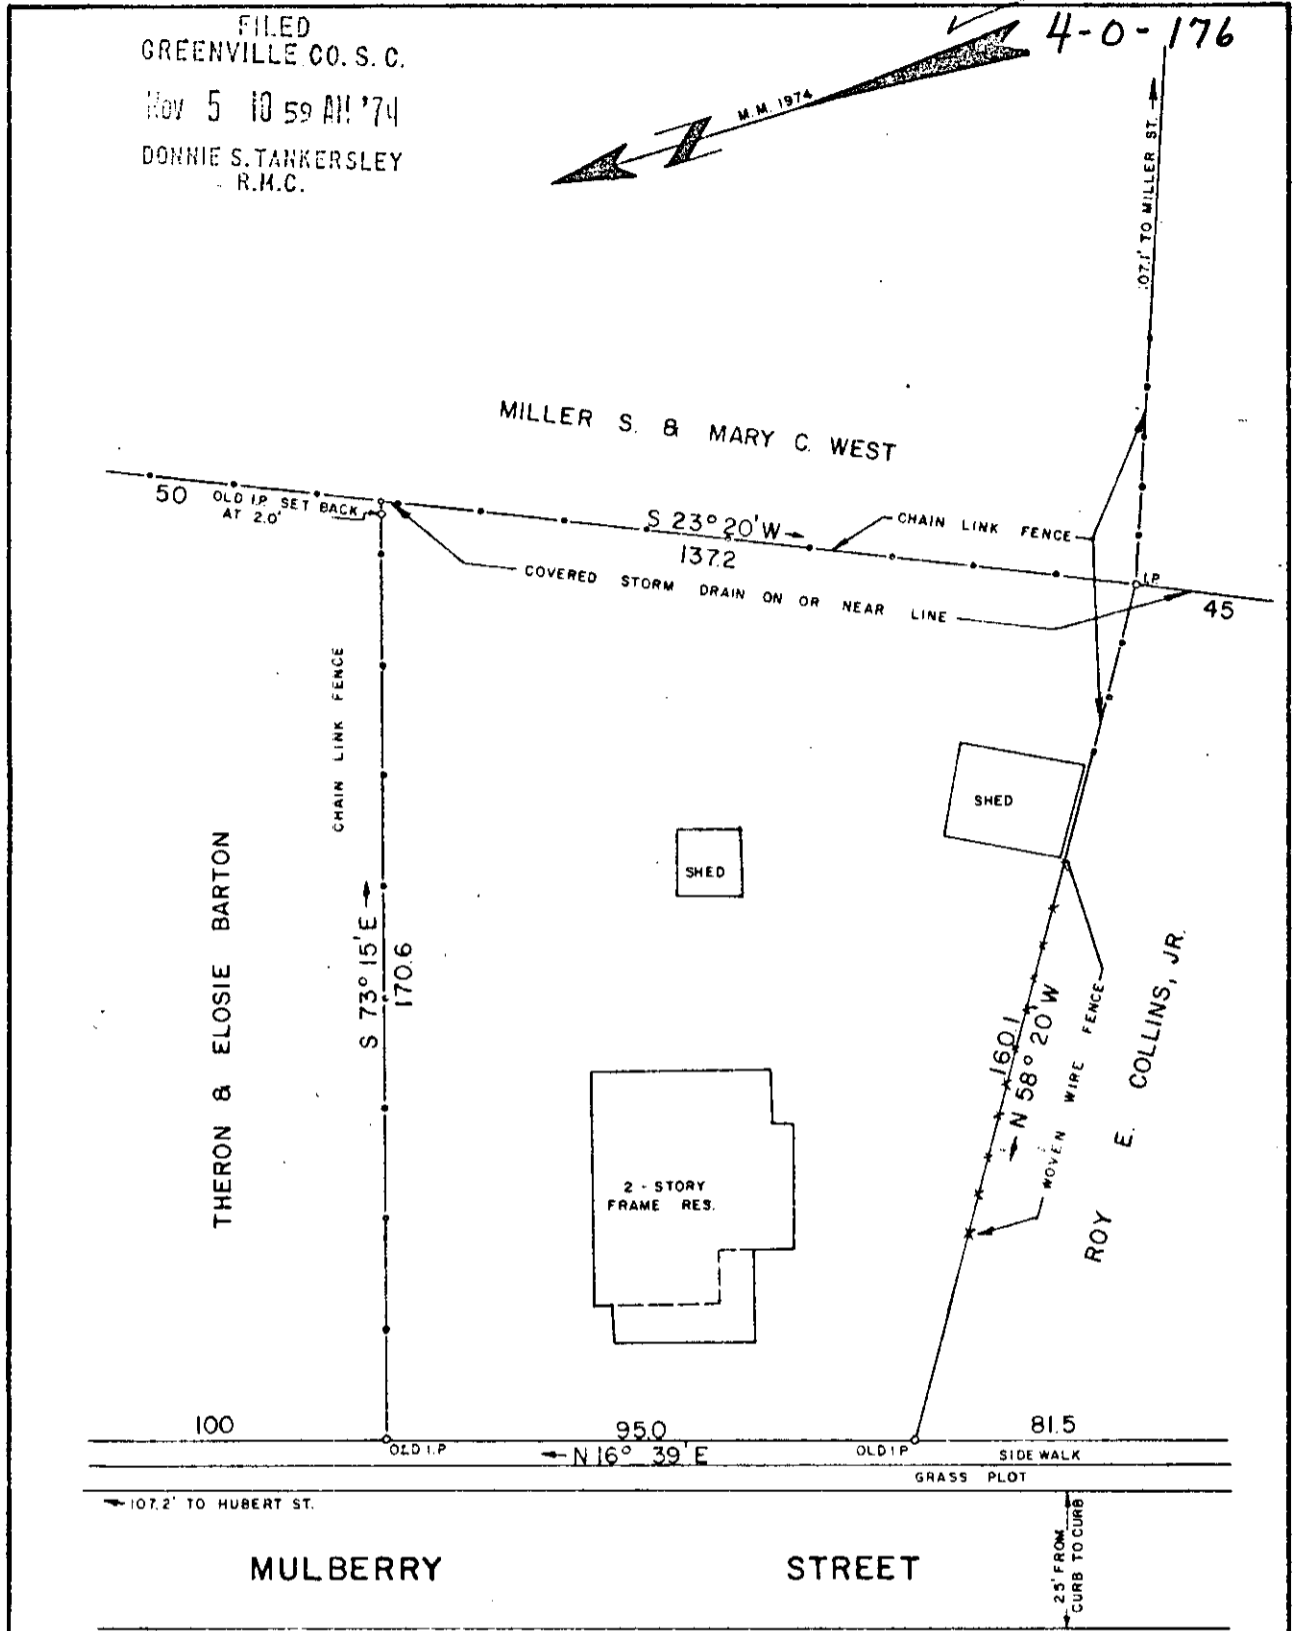 FILED
GREENVILLE CO. S. C.
NOV 5 10 59 AM '74
DONNIE S. TANKERSLEY
R.M.C.
4-0-176
M.M. 1974
107.1' TO MILLER ST.
MILLER S. & MARY C. WEST
50
OLD I.P. SET BACK
AT 2.0'
S 23° 20' W
137.2
CHAIN LINK FENCE
I.P.
COVERED STORM DRAIN ON OR NEAR LINE
45
CHAIN LINK FENCE
SHED
SHED
THERON & ELOSIE BARTON
S 73° 15' E
170.6
160.1
N 58° 20' W
WOVEN WIRE FENCE
ROY E. COLLINS, JR.
2 - STORY
FRAME RES.
100
95.0
81.5
OLD I.P
N 16° 39' E
OLD I P
SIDE WALK
GRASS PLOT
107.2' TO HUBERT ST.
25' FROM
CURB TO CURB
MULBERRY STREET